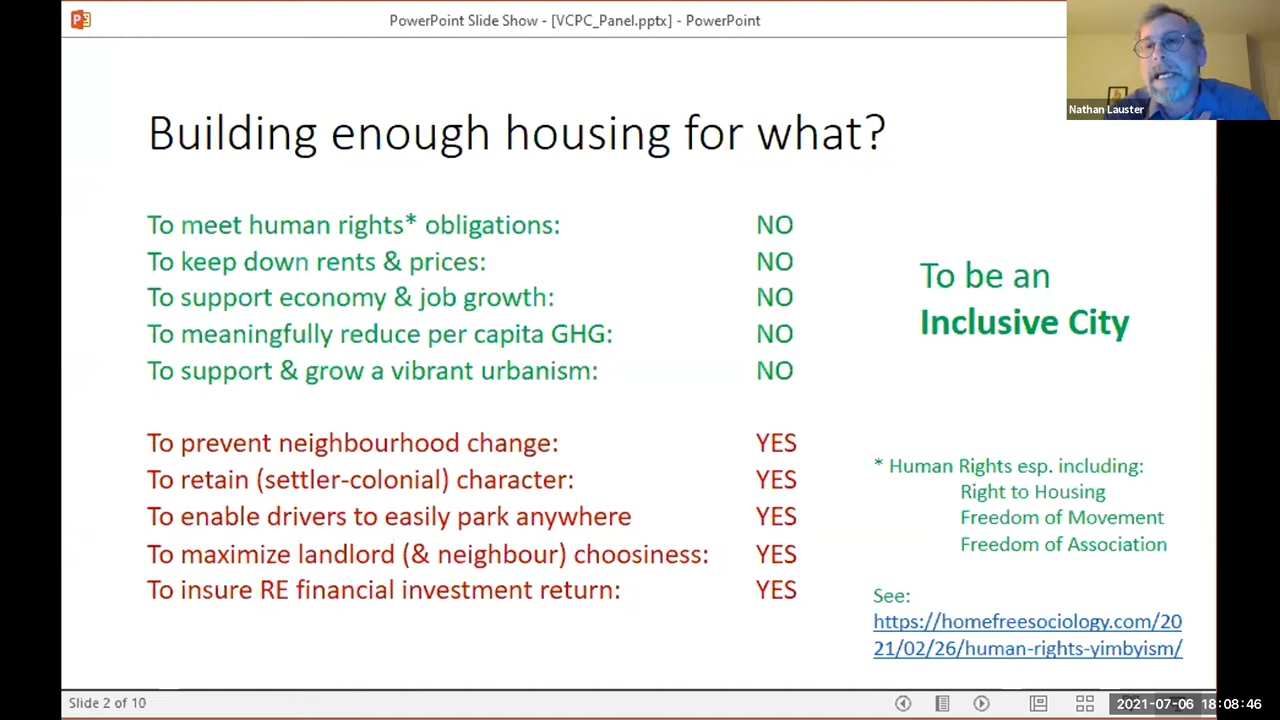 PowerPoint Slide Show - [VCPC_Panel.pptx] - PowerPoint
Nathan Lauster
Building enough housing for what?
To meet human rights* obligations: NO
To keep down rents & prices: NO
To support economy & job growth: NO
To meaningfully reduce per capita GHG: NO
To support & grow a vibrant urbanism: NO
To be an
Inclusive City
To prevent neighbourhood change: YES
To retain (settler-colonial) character: YES
To enable drivers to easily park anywhere YES
To maximize landlord (& neighbour) choosiness: YES
To insure RE financial investment return: YES
* Human Rights esp. including:
Right to Housing
Freedom of Movement
Freedom of Association
See:
https://homefreesociology.com/20
21/02/26/human-rights-yimbyism/
Slide 2 of 10
2021-07-06 18:08:46